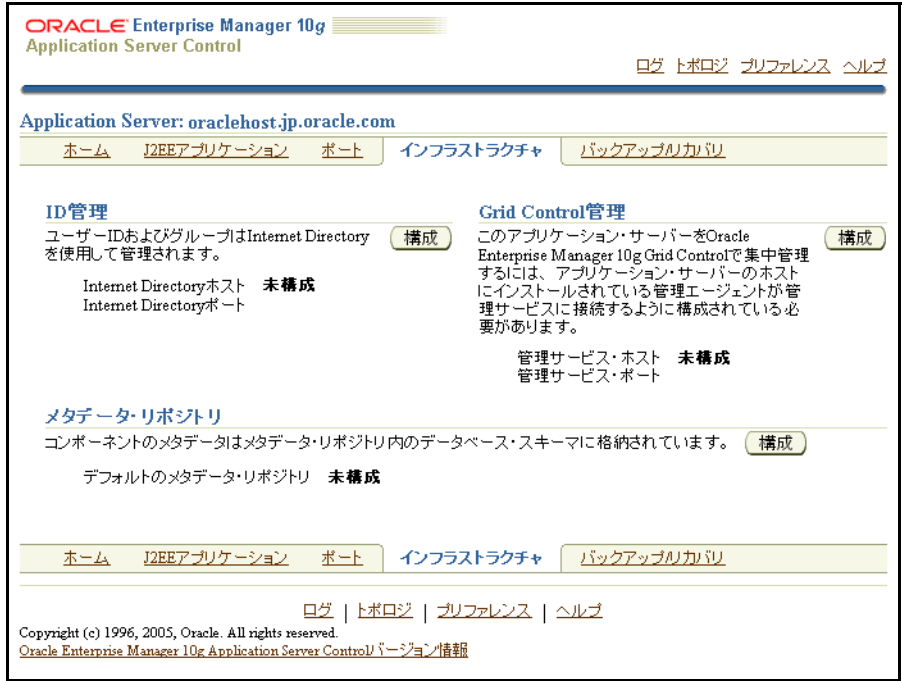 ORACLE Enterprise Manager 10g
Application Server Control
ログ トポロジ プリファレンス ヘルプ
Application Server: oraclehost.jp.oracle.com
ホーム J2EEアプリケーション ポート インフラストラクチャ バックアップ/リカバリ
ID管理
ユーザーIDおよびグループはInternet Directory
を使用して管理されます。
構成
Internet Directoryホスト 未構成
Internet Directoryポート
Grid Control管理
このアプリケーション・サーバーをOracle
Enterprise Manager 10g Grid Controlで集中管理
するには、アプリケーション・サーバーのホスト
にインストールされている管理エージェントが管
理サービスに接続するように構成されている必
要があります。
構成
管理サービス・ホスト 未構成
管理サービス・ポート
メタデータ・リポジトリ
コンポーネントのメタデータはメタデータ・リポジトリ内のデータベース・スキーマに格納されています。 構成
デフォルトのメタデータ・リポジトリ 未構成
ホーム J2EEアプリケーション ポート インフラストラクチャ バックアップ/リカバリ
ログ | トポロジ | プリファレンス | ヘルプ
Copyright (c) 1996, 2005, Oracle. All rights reserved.
Oracle Enterprise Manager 10g Application Server Controlバージョン情報